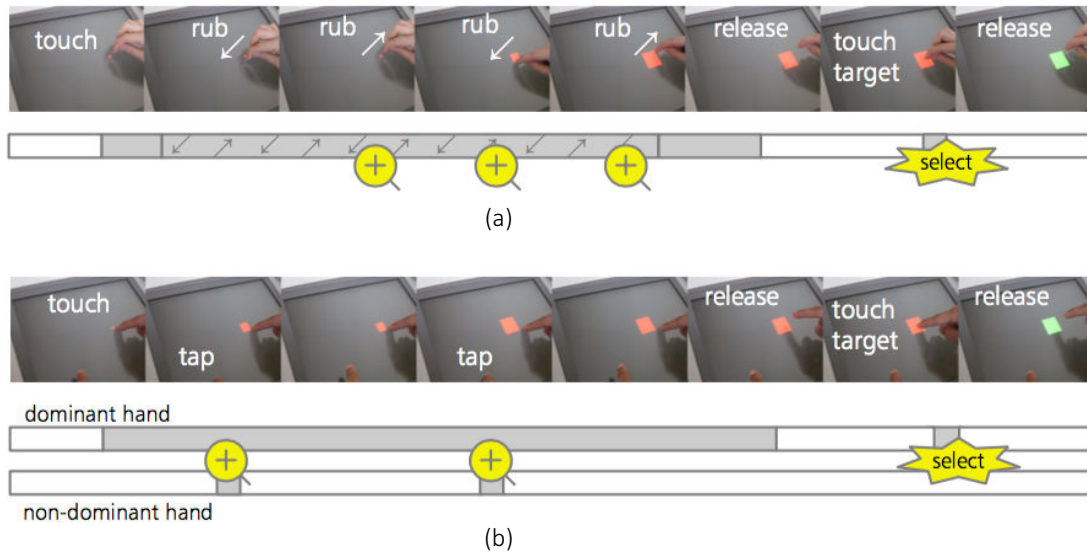 touch
rub
rub
rub
release
touch
target
release
select
(a)
touch
tap
tap
release
touch
target
release
dominant hand
select
non-dominant hand
(b)